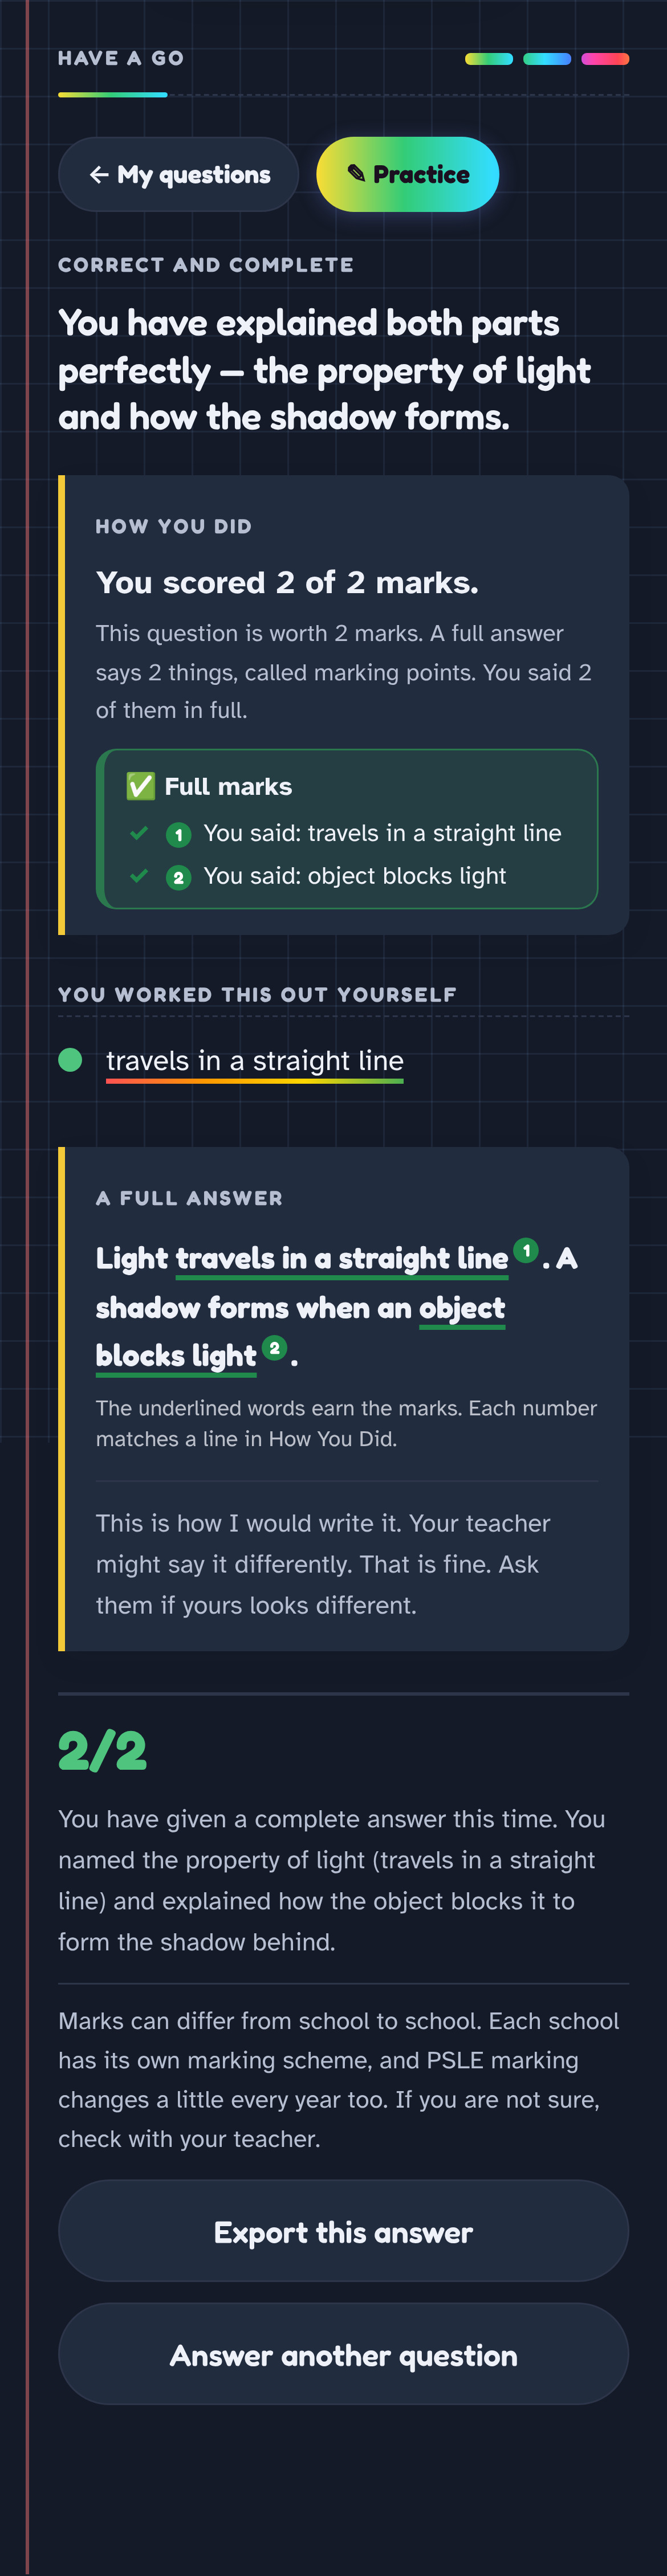 HAVE A GO
← My questions
✎ Practice
CORRECT AND COMPLETE
You have explained both parts
perfectly — the property of light
and how the shadow forms.
HOW YOU DID
You scored 2 of 2 marks.
This question is worth 2 marks. A full answer
says 2 things, called marking points. You said 2
of them in full.
✅ Full marks
✓ 1 You said: travels in a straight line
✓ 2 You said: object blocks light
YOU WORKED THIS OUT YOURSELF
travels in a straight line
A FULL ANSWER
Light travels in a straight line 1. A
shadow forms when an object
blocks light 2.
The underlined words earn the marks. Each number
matches a line in How You Did.
This is how I would write it. Your teacher
might say it differently. That is fine. Ask
them if yours looks different.
2/2
You have given a complete answer this time. You
named the property of light (travels in a straight
line) and explained how the object blocks it to
form the shadow behind.
Marks can differ from school to school. Each school
has its own marking scheme, and PSLE marking
changes a little every year too. If you are not sure,
check with your teacher.
Export this answer
Answer another question